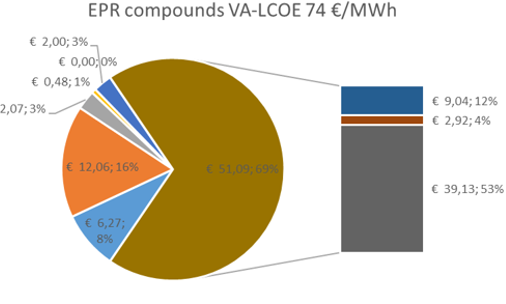 EPR compounds VA-LCOE 74 €/MWh
€ 2,00; 3%
€ 0,00; 0%
€ 0,48; 1%
2,07; 3%
€ 12,06; 16%
€ 6,27;
8%
€ 51,09; 69%
€ 9,04; 12%
€ 2,92; 4%
€ 39,13; 53%